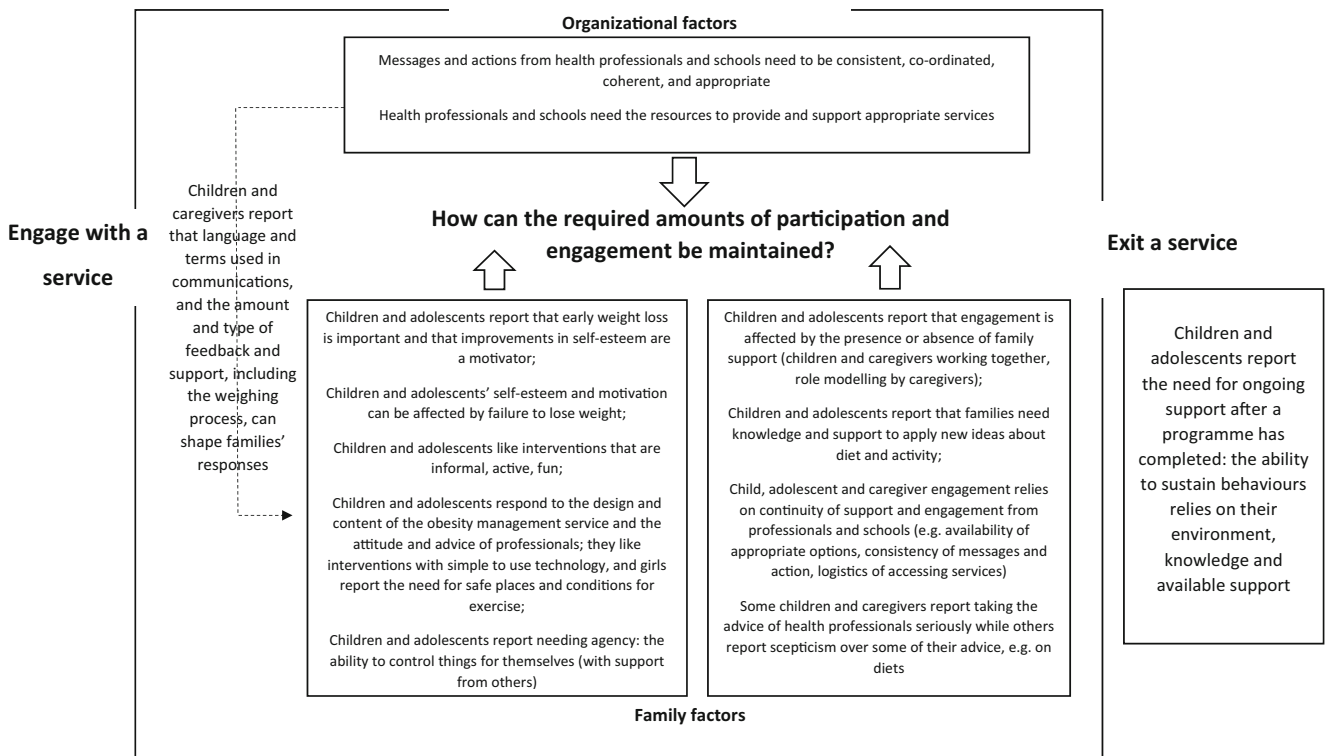 Organizational factors
Messages and actions from health professionals and schools need to be consistent, co-ordinated,
coherent, and appropriate
Health professionals and schools need the resources to provide and support appropriate services
Engage with a
service
Children and
caregivers report
that language and
terms used in
communications,
and the amount
and type of
feedback and
support, including
the weighing
process, can
shape families’
responses
How can the required amounts of participation and
engagement be maintained?
Children and adolescents report that early weight loss
is important and that improvements in self-esteem are
a motivator;
Children and adolescents’ self-esteem and motivation
can be affected by failure to lose weight;
Children and adolescents like interventions that are
informal, active, fun;
Children and adolescents respond to the design and
content of the obesity management service and the
attitude and advice of professionals; they like
interventions with simple to use technology, and girls
report the need for safe places and conditions for
exercise;
Children and adolescents report needing agency: the
ability to control things for themselves (with support
from others)
Children and adolescents report that engagement is
affected by the presence or absence of family
support (children and caregivers working together,
role modelling by caregivers);
Children and adolescents report that families need
knowledge and support to apply new ideas about
diet and activity;
Child, adolescent and caregiver engagement relies
on continuity of support and engagement from
professionals and schools (e.g. availability of
appropriate options, consistency of messages and
action, logistics of accessing services)
Some children and caregivers report taking the
advice of health professionals seriously while others
report scepticism over some of their advice, e.g. on
diets
Family factors
Exit a service
Children and
adolescents report
the need for ongoing
support after a
programme has
completed: the ability
to sustain behaviours
relies on their
environment,
knowledge and
available support